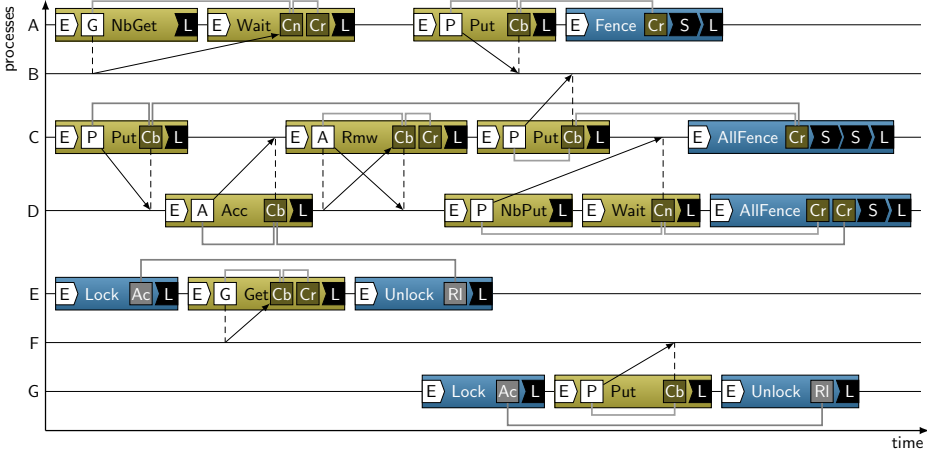 processes
A E G NbGet L E Wait Cn Cr L E P Put Cb L E Fence Cr S L
B
C E P Put Cb L E A Rmw Cb Cr L E P Put Cb L E AllFence Cr S S L
D E A Acc Cb L E P NbPut L E Wait Cn L E AllFence Cr Cr S L
E E Lock Ac L E G Get Cb Cr L E Unlock Rl L
F
G E Lock Ac L E P Put Cb L E Unlock Rl L
time